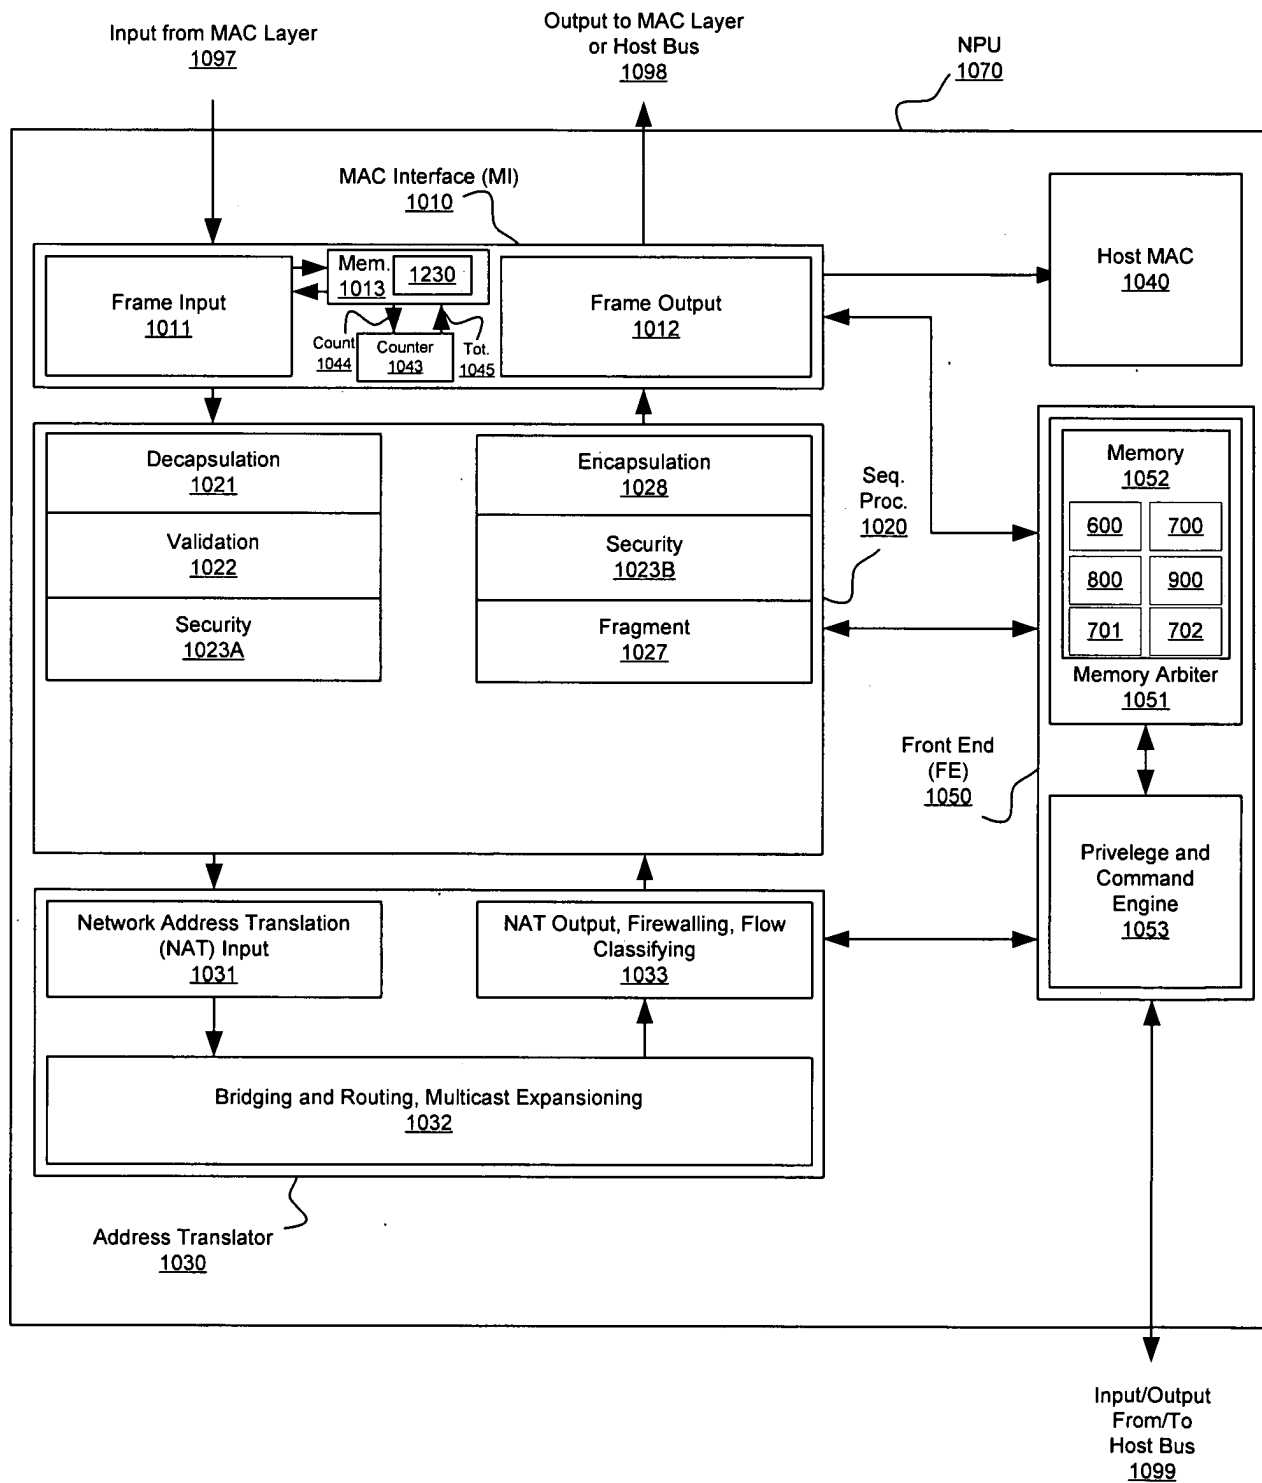 Input from MAC Layer
1097
Output to MAC Layer
or Host Bus
1098
NPU
1070
MAC Interface (MI)
1010
Frame Input
1011
Mem.
1013
1230
Count
1044
Counter
1043
Tot.
1045
Frame Output
1012
Host MAC
1040
Decapsulation
1021
Validation
1022
Security
1023A
Encapsulation
1028
Security
1023B
Fragment
1027
Seq.
Proc.
1020
Memory
1052
600
700
800
900
701
702
Memory Arbiter
1051
Front End
(FE)
1050
Privelege and
Command
Engine
1053
Network Address Translation
(NAT) Input
1031
NAT Output, Firewalling, Flow
Classifying
1033
Bridging and Routing, Multicast Expansioning
1032
Address Translator
1030
Input/Output
From/To
Host Bus
1099